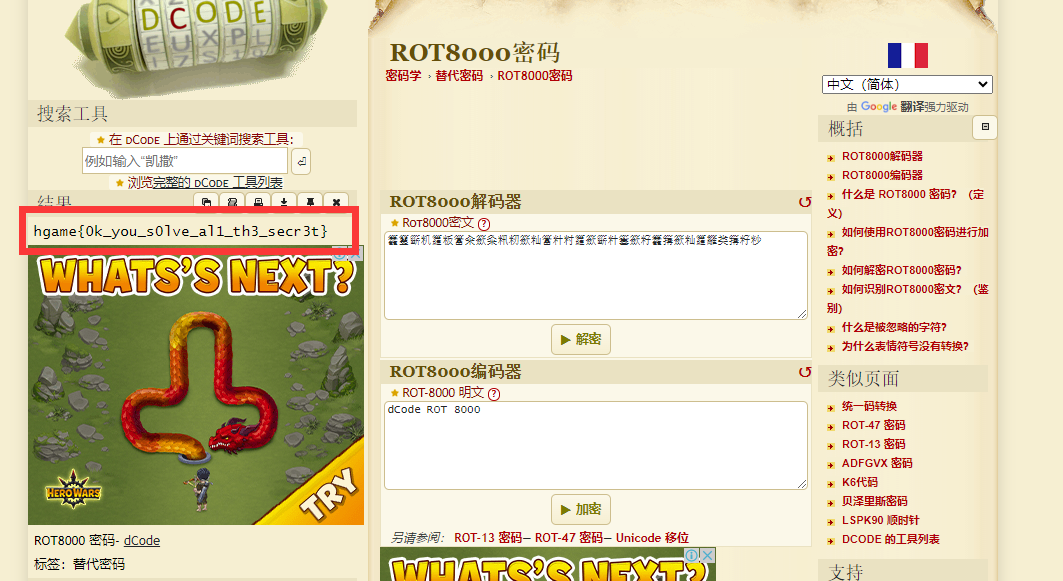 DCODE
EUXPL
ROT8000密码
密码学 › 替代密码 › ROT8000密码
中文（简体）
由 Google 翻译强力驱动
搜索工具
★ 在 DCODE 上通过关键词搜索工具:
例如输入“凯撒”
★ 浏览完整的 DCODE 工具列表
结果
hgame{0k_you_s0lve_al1_th3_secr3t}
WHATS'S NEXT?
HERO WARS
TRY
ROT8000 密码- dCode
标签：替代密码
ROT8000解码器
★ ROT8000密文 (?)
▶ 解密
ROT8000编码器
★ ROT-8000 明文 (?)
dCode ROT 8000
▶ 加密
另请参阅: ROT-13 密码— ROT-47 密码— Unicode 移位
WHATS'S NEXT?
概括
ROT8000解码器
ROT8000编码器
什么是 ROT8000 密码？ (定
义)
如何使用ROT8000密码进行加
密?
如何解密ROT8000密码?
如何识别ROT8000密文？ (鉴
别)
什么是被忽略的字符?
为什么表情符号没有转换?
类似页面
统一码转换
ROT-47 密码
ROT-13 密码
ADFGVX 密码
K6代码
贝泽里斯密码
LSPK90 顺时针
DCODE 的工具列表
支持